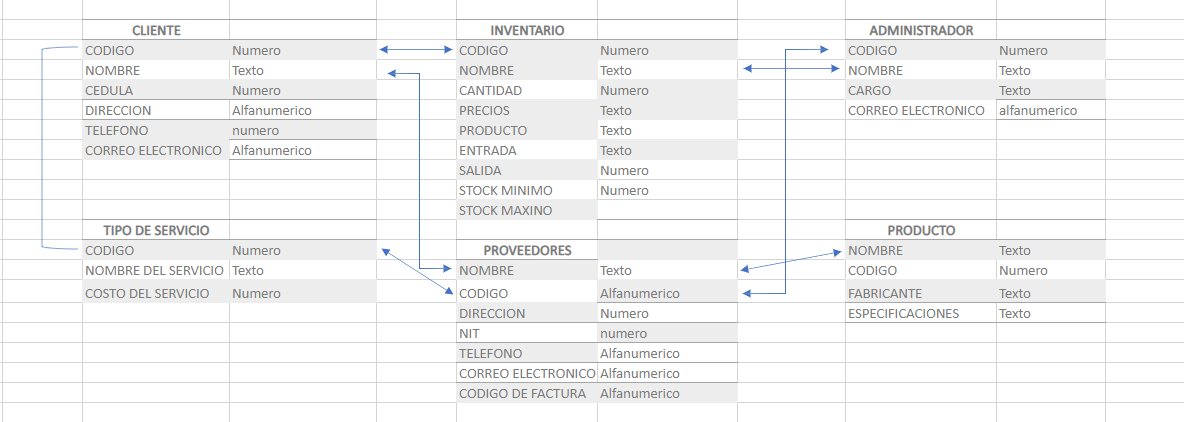 CLIENTE
CODIGO Numero
NOMBRE Texto
CEDULA Numero
DIRECCION Alfanumerico
TELEFONO numero
CORREO ELECTRONICO Alfanumerico
INVENTARIO
CODIGO Numero
NOMBRE Texto
CANTIDAD Numero
PRECIOS Texto
PRODUCTO Texto
ENTRADA Texto
SALIDA Numero
STOCK MINIMO Numero
STOCK MAXINO
ADMINISTRADOR
CODIGO Numero
NOMBRE Texto
CARGO Texto
CORREO ELECTRONICO alfanumerico
TIPO DE SERVICIO
CODIGO Numero
NOMBRE DEL SERVICIO Texto
COSTO DEL SERVICIO Numero
PROVEEDORES
NOMBRE Texto
CODIGO Alfanumerico
DIRECCION Numero
NIT numero
TELEFONO Alfanumerico
CORREO ELECTRONICO Alfanumerico
CODIGO DE FACTURA Alfanumerico
PRODUCTO
NOMBRE Texto
CODIGO Numero
FABRICANTE Texto
ESPECIFICACIONES Texto